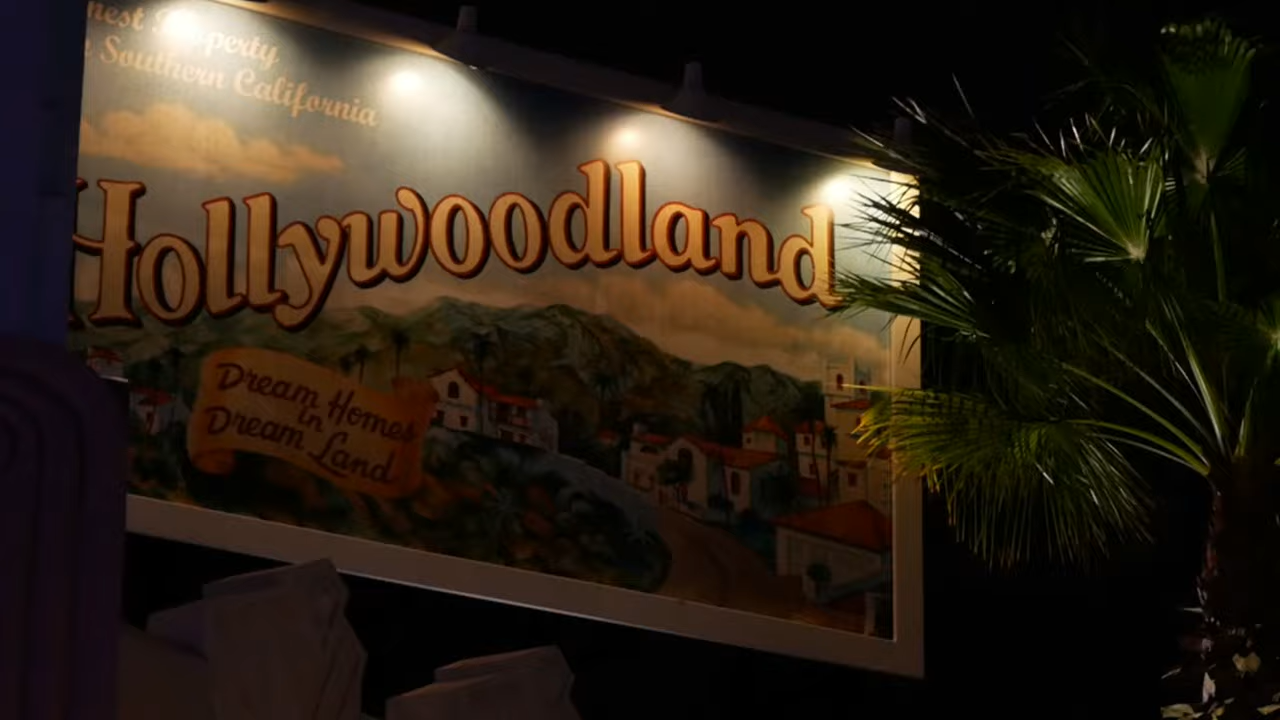 Southern California
Hollywoodland
Dream Homes
in
Dream Land